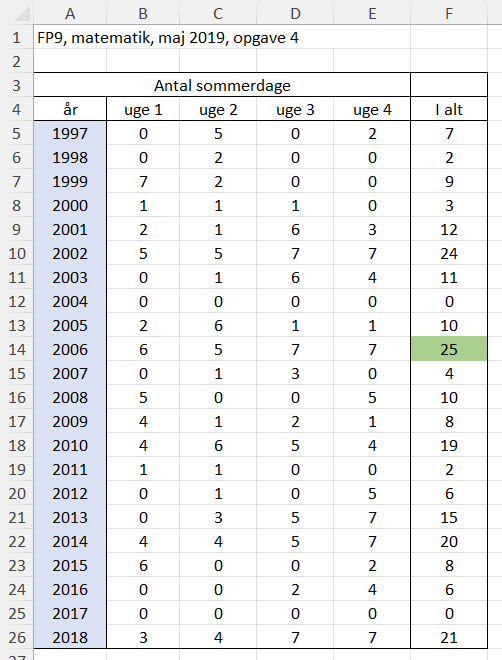 A B C D E F
1 FP9, matematik, maj 2019, opgave 4
2
3 Antal sommerdage
4 år uge 1 uge 2 uge 3 uge 4 I alt
5 1997 0 5 0 2 7
6 1998 0 2 0 0 2
7 1999 7 2 0 0 9
8 2000 1 1 1 0 3
9 2001 2 1 6 3 12
10 2002 5 5 7 7 24
11 2003 0 1 6 4 11
12 2004 0 0 0 0 0
13 2005 2 6 1 1 10
14 2006 6 5 7 7 25
15 2007 0 1 3 0 4
16 2008 5 0 0 5 10
17 2009 4 1 2 1 8
18 2010 4 6 5 4 19
19 2011 1 1 0 0 2
20 2012 0 1 0 5 6
21 2013 0 3 5 7 15
22 2014 4 4 5 7 20
23 2015 6 0 0 2 8
24 2016 0 0 2 4 6
25 2017 0 0 0 0 0
26 2018 3 4 7 7 21